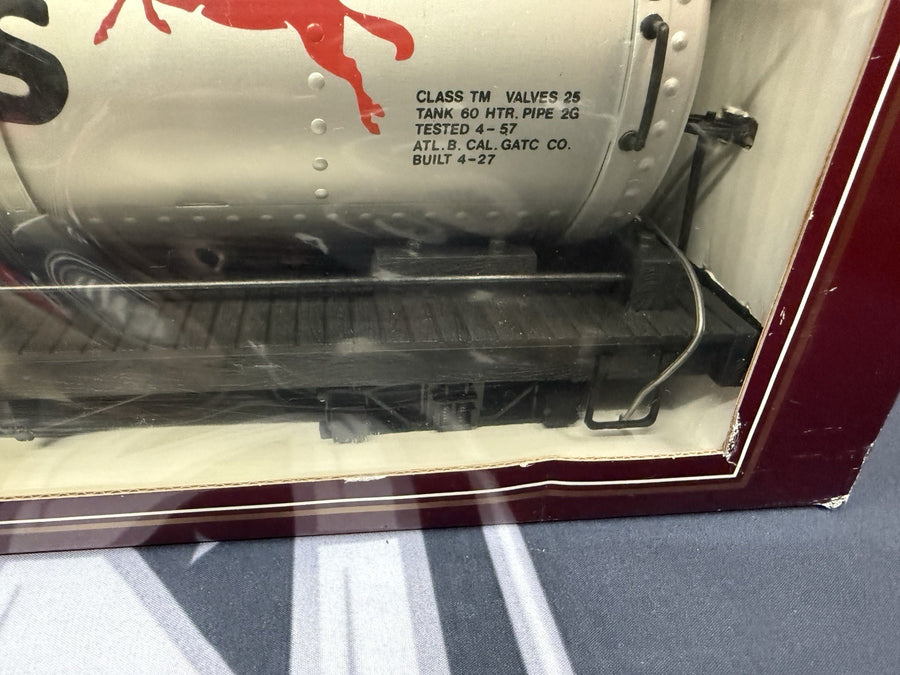 S
CLASS TM VALVES 25
TANK 60 HTR. PIPE 2G
TESTED 4-57
ATL. B. CAL. GATC CO.
BUILT 4-27